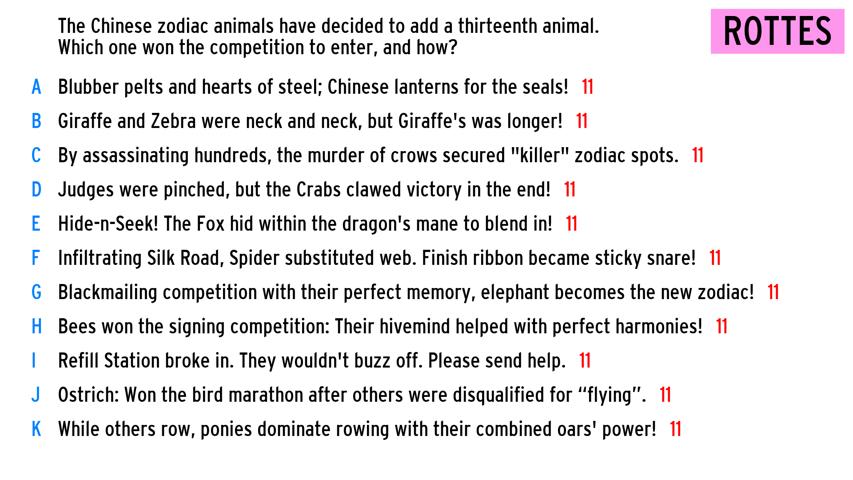 The Chinese zodiac animals have decided to add a thirteenth animal.
Which one won the competition to enter, and how?
ROTTES
A Blubber pelts and hearts of steel; Chinese lanterns for the seals! 11
B Giraffe and Zebra were neck and neck, but Giraffe's was longer! 11
C By assassinating hundreds, the murder of crows secured "killer" zodiac spots. 11
D Judges were pinched, but the Crabs clawed victory in the end! 11
E Hide-n-Seek! The Fox hid within the dragon's mane to blend in! 11
F Infiltrating Silk Road, Spider substituted web. Finish ribbon became sticky snare! 11
G Blackmailing competition with their perfect memory, elephant becomes the new zodiac! 11
H Bees won the signing competition: Their hivemind helped with perfect harmonies! 11
I Refill Station broke in. They wouldn't buzz off. Please send help. 11
J Ostrich: Won the bird marathon after others were disqualified for “flying”. 11
K While others row, ponies dominate rowing with their combined oars' power! 11